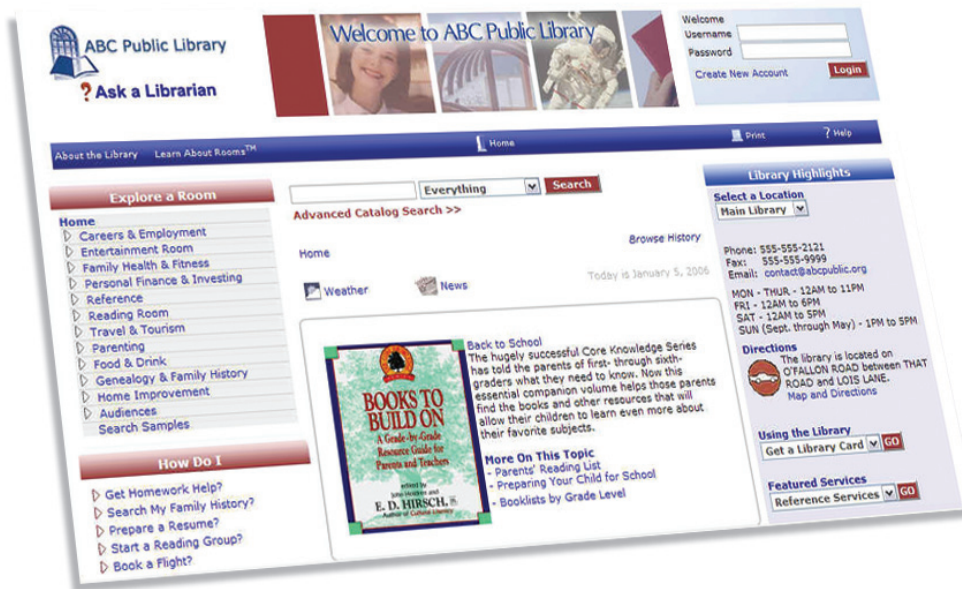 ABC Public Library
? Ask a Librarian
Welcome to ABC Public Library
Welcome
Username
Password
Create New Account
Login
About the Library
Learn About Rooms™
Home
Print
? Help
Explore a Room
Home
Careers & Employment
Entertainment Room
Family Health & Fitness
Personal Finance & Investing
Reference
Reading Room
Travel & Tourism
Parenting
Food & Drink
Genealogy & Family History
Home Improvement
Audiences
Search Samples
How Do I
Get Homework Help?
Search My Family History?
Prepare a Resume?
Start a Reading Group?
Book a Flight?
Everything
Search
Advanced Catalog Search >>
Home
Browse History
Weather
News
Today is January 5, 2006
BOOKS TO
BUILD ON
A Grade-by-Grade
Resource Guide for
Parents and Teachers
edited by
John Holdren and
E. D. HIRSCH,
Author of Cultural Literacy
Back to School
The hugely successful Core Knowledge Series
has told the parents of first- through sixth-
graders what they need to know. Now this
essential companion volume helps those parents
find the books and other resources that will
allow their children to learn even more about
their favorite subjects.
More On This Topic
- Parents' Reading List
- Preparing Your Child for School
- Booklists by Grade Level
Library Highlights
Select a Location
Main Library
Phone: 555-555-2121
Fax: 555-555-9999
Email: contact@abcpublic.org
MON - THUR - 12AM to 11PM
FRI - 12AM to 6PM
SAT - 12AM to 5PM
SUN (Sept. through May) - 1PM to 5PM
Directions
The library is located on
O'FALLON ROAD between THAT
ROAD and LOIS LANE.
Map and Directions
Using the Library
Get a Library Card
GO
Featured Services
Reference Services
GO